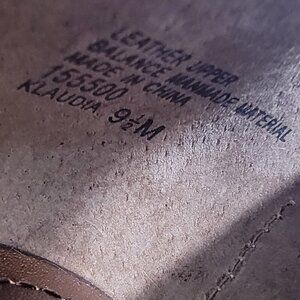 LEATHER UPPER
BALANCE MANMADE MATERIAL
MADE IN CHINA
155500
KLAUDIA 9½M